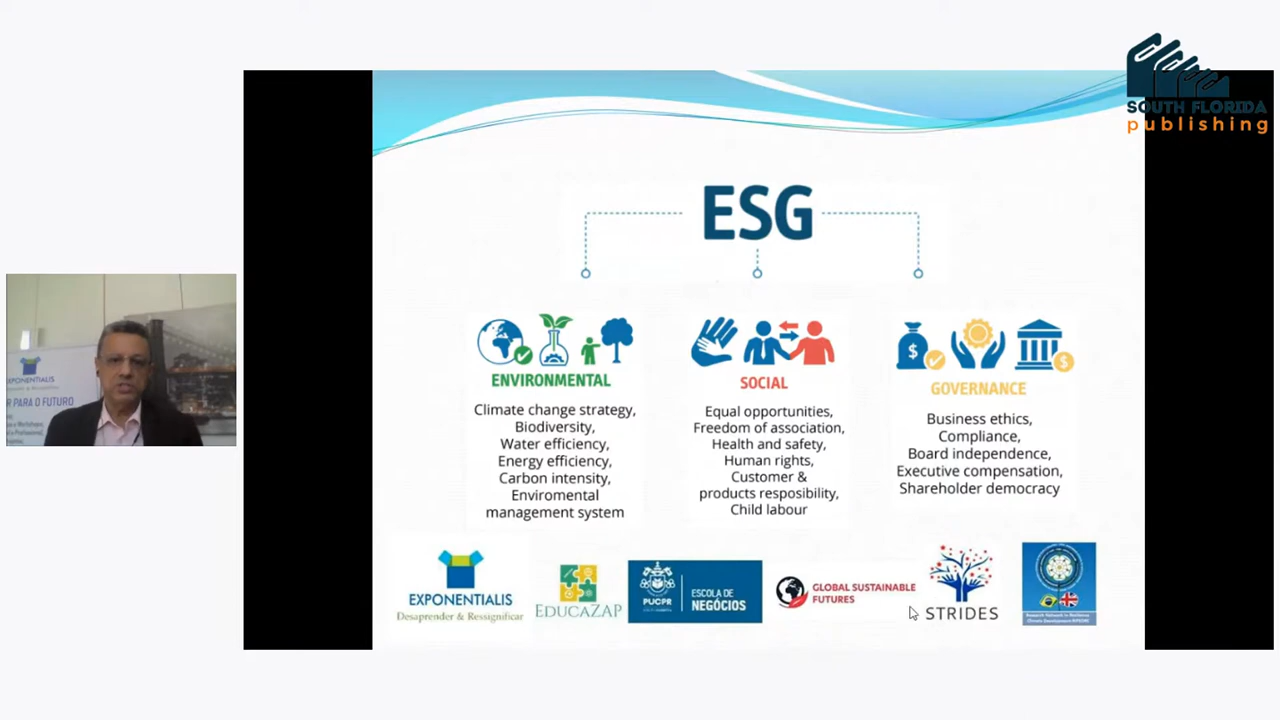 SOUTH FLORIDA
publishing
ESG
ENVIRONMENTAL
Climate change strategy,
Biodiversity,
Water efficiency,
Energy efficiency,
Carbon intensity,
Enviromental
management system
SOCIAL
Equal opportunities,
Freedom of association,
Health and safety,
Human rights,
Customer &
products resposibility,
Child labour
GOVERNANCE
Business ethics,
Compliance,
Board independence,
Executive compensation,
Shareholder democracy
EXPONENTIALIS
R PARA O FUTURO
EXPONENTIALIS
Desaprender & Ressignificar
EDUCAZAP
PUCPR
ESCOLA DE
NEGÓCIOS
GLOBAL SUSTAINABLE
FUTURES
STRIDES